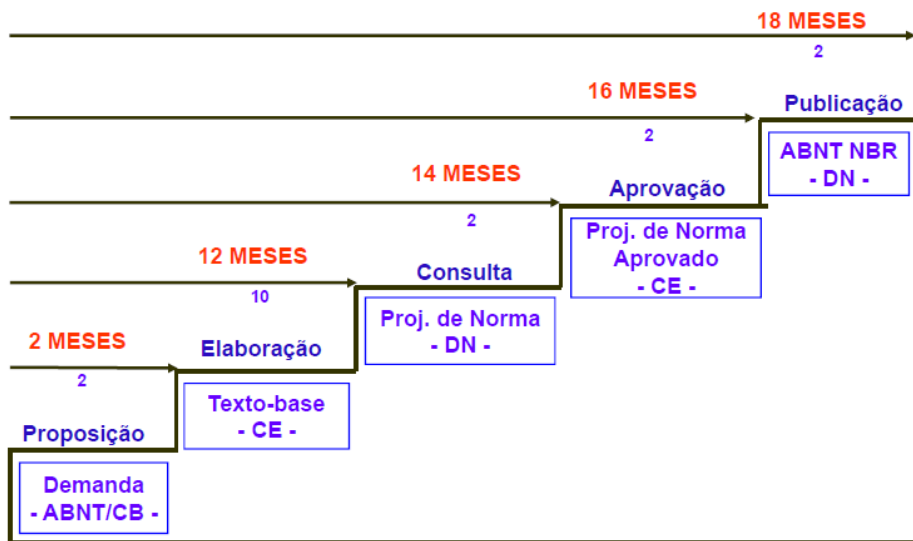 18 MESES
2
16 MESES
2
Publicação
ABNT NBR
- DN -
14 MESES
2
Aprovação
Proj. de Norma
Aprovado
- CE -
12 MESES
10
Consulta
Proj. de Norma
- DN -
2 MESES
2
Elaboração
Texto-base
- CE -
Proposição
Demanda
- ABNT/CB -